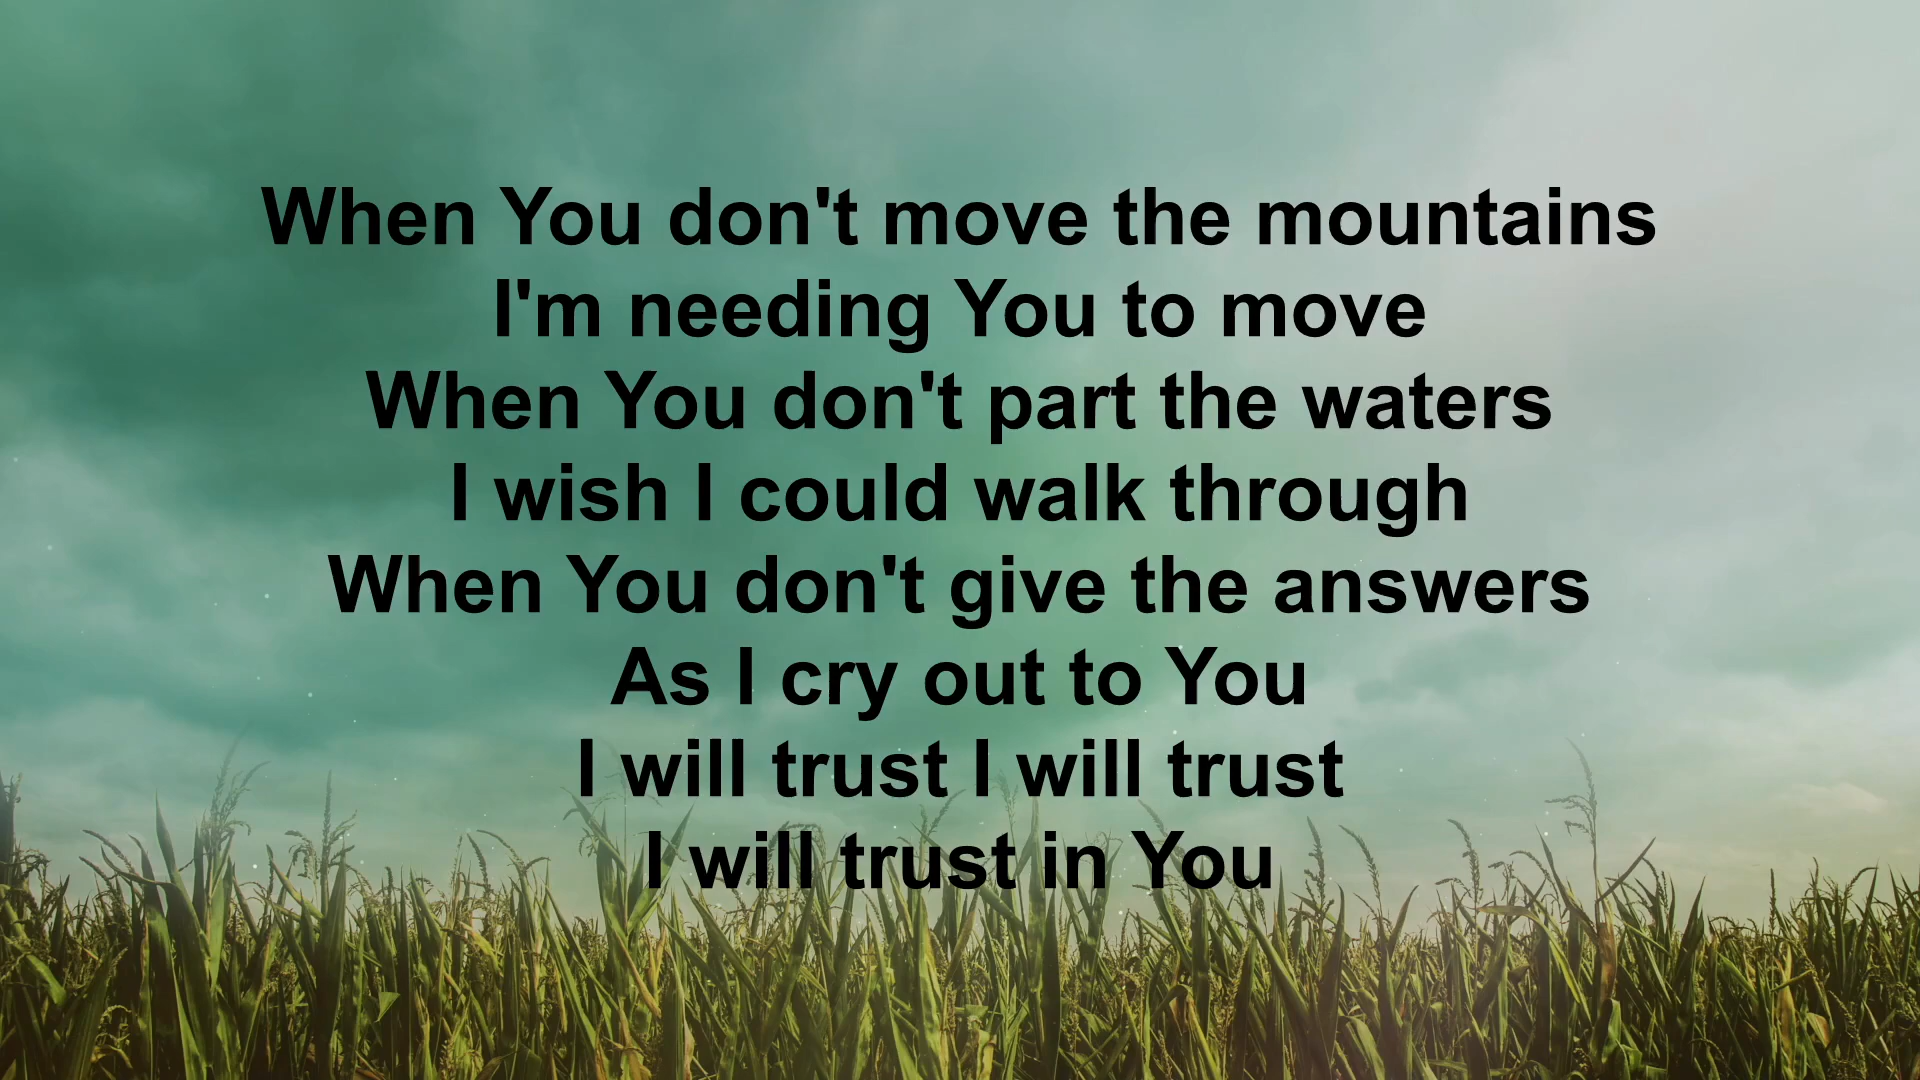 When You don't move the mountains
I'm needing You to move
When You don't part the waters
I wish I could walk through
When You don't give the answers
As I cry out to You
I will trust I will trust
I will trust in You